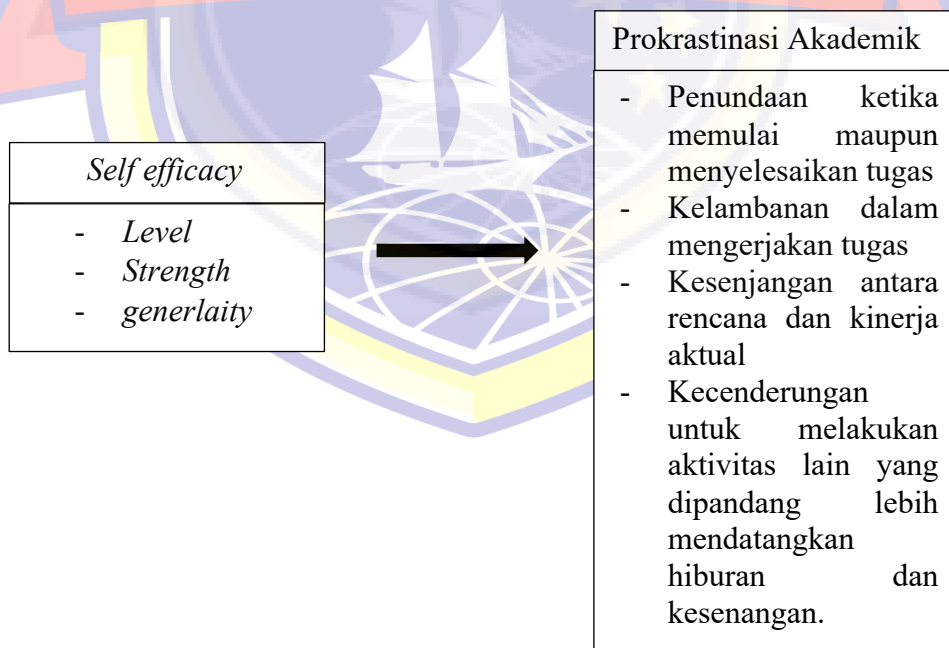 Self efficacy
- Level
- Strength
- generlaity
Prokrastinasi Akademik
- Penundaan ketika
memulai maupun
menyelesaikan tugas
- Kelambanan dalam
mengerjakan tugas
- Kesenjangan antara
rencana dan kinerja
aktual
- Kecenderungan
untuk melakukan
aktivitas lain yang
dipandang lebih
mendatangkan
hiburan dan
kesenangan.